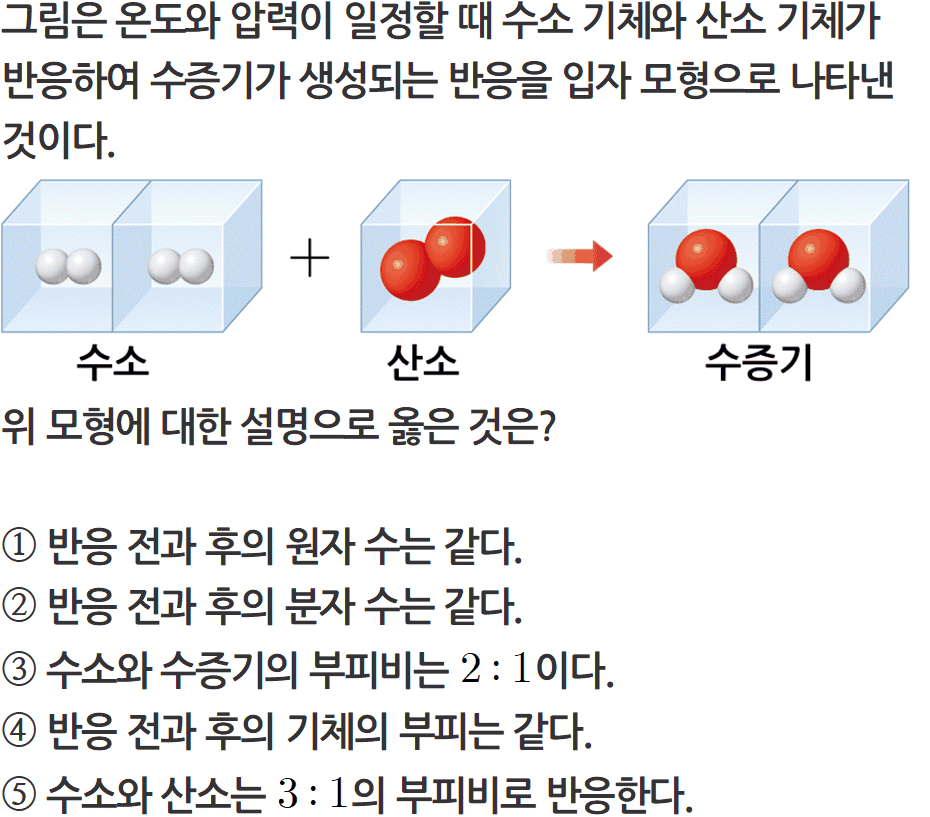 그림은 온도와 압력이 일정할 때 수소 기체와 산소 기체가
반응하여 수증기가 생성되는 반응을 입자 모형으로 나타낸
것이다.
+
수소 산소 수증기
위 모형에 대한 설명으로 옳은 것은?
① 반응 전과 후의 원자 수는 같다.
② 반응 전과 후의 분자 수는 같다.
③ 수소와 수증기의 부피비는 2 : 1이다.
④ 반응 전과 후의 기체의 부피는 같다.
⑤ 수소와 산소는 3 : 1의 부피비로 반응한다.